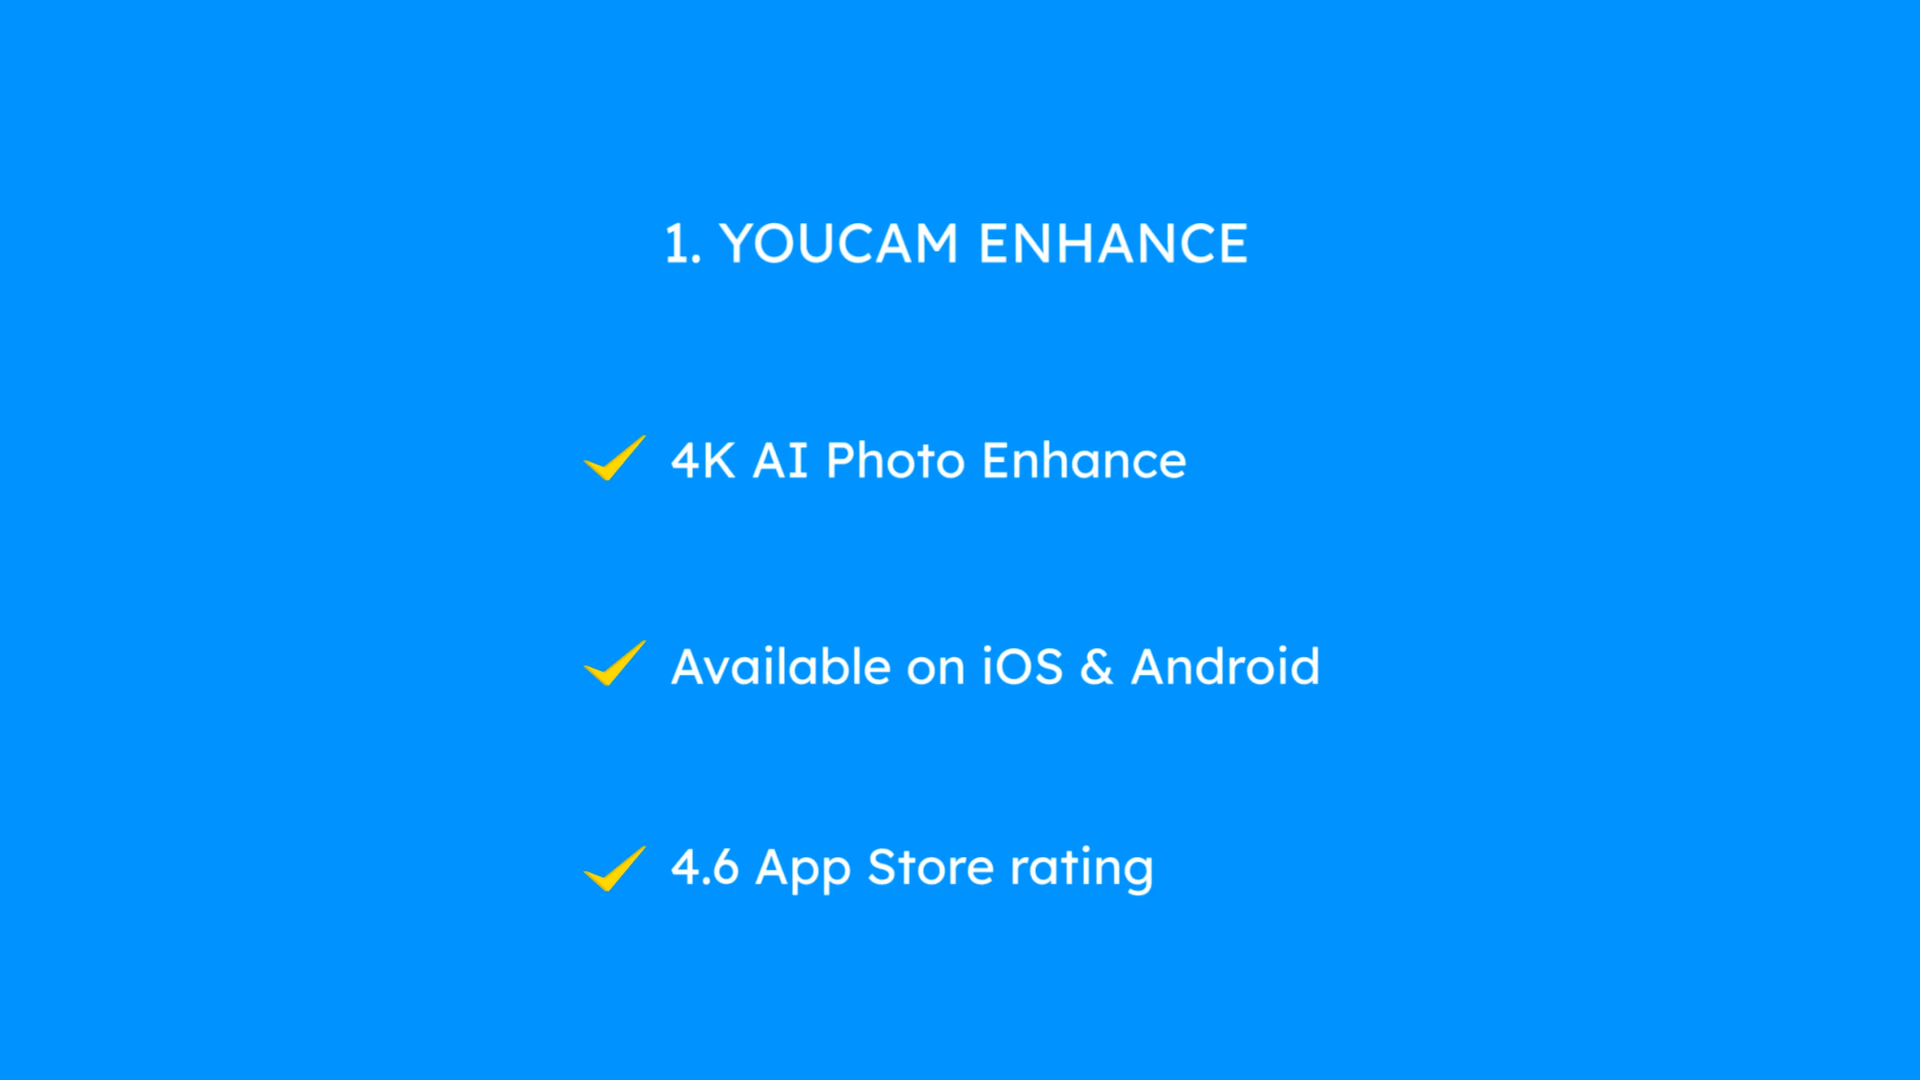 1. YOUCAM ENHANCE
4K AI Photo Enhance
Available on iOS & Android
4.6 App Store rating